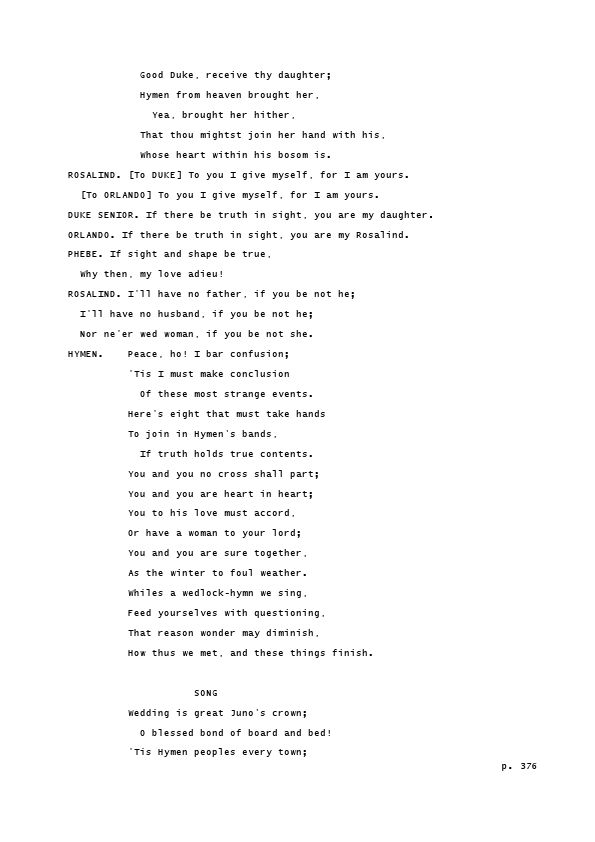 Good Duke, receive thy daughter;
Hymen from heaven brought her,
Yea, brought her hither,
That thou mightst join her hand with his,
Whose heart within his bosom is.
ROSALIND. [To DUKE] To you I give myself, for I am yours.
[To ORLANDO] To you I give myself, for I am yours.
DUKE SENIOR. If there be truth in sight, you are my daughter.
ORLANDO. If there be truth in sight, you are my Rosalind.
PHEBE. If sight and shape be true,
Why then, my love adieu!
ROSALIND. I'll have no father, if you be not he;
I'll have no husband, if you be not he;
Nor ne'er wed woman, if you be not she.
HYMEN.    Peace, ho! I bar confusion;
'Tis I must make conclusion
Of these most strange events.
Here's eight that must take hands
To join in Hymen's bands,
If truth holds true contents.
You and you no cross shall part;
You and you are heart in heart;
You to his love must accord,
Or have a woman to your lord;
You and you are sure together,
As the winter to foul weather.
Whiles a wedlock-hymn we sing,
Feed yourselves with questioning,
That reason wonder may diminish,
How thus we met, and these things finish.
SONG
Wedding is great Juno's crown;
O blessed bond of board and bed!
'Tis Hymen peoples every town;
p. 376